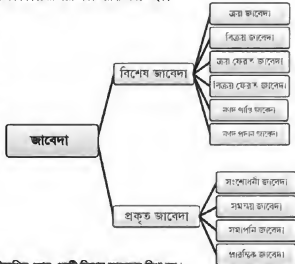 ক্রয় জাবেদা
বিক্রয় জাবেদা
ক্রয় ফেরত জাবেদা
বিক্রয় ফেরত জাবেদা
নগদ প্রাপ্তি জাবেদা
নগদ প্রদান জাবেদা
বিশেষ জাবেদা
জাবেদা
প্রকৃত জাবেদা
সংশোধনী জাবেদা
সমন্বয় জাবেদা
সমাপনি জাবেদা
প্রারম্ভিক জাবেদা